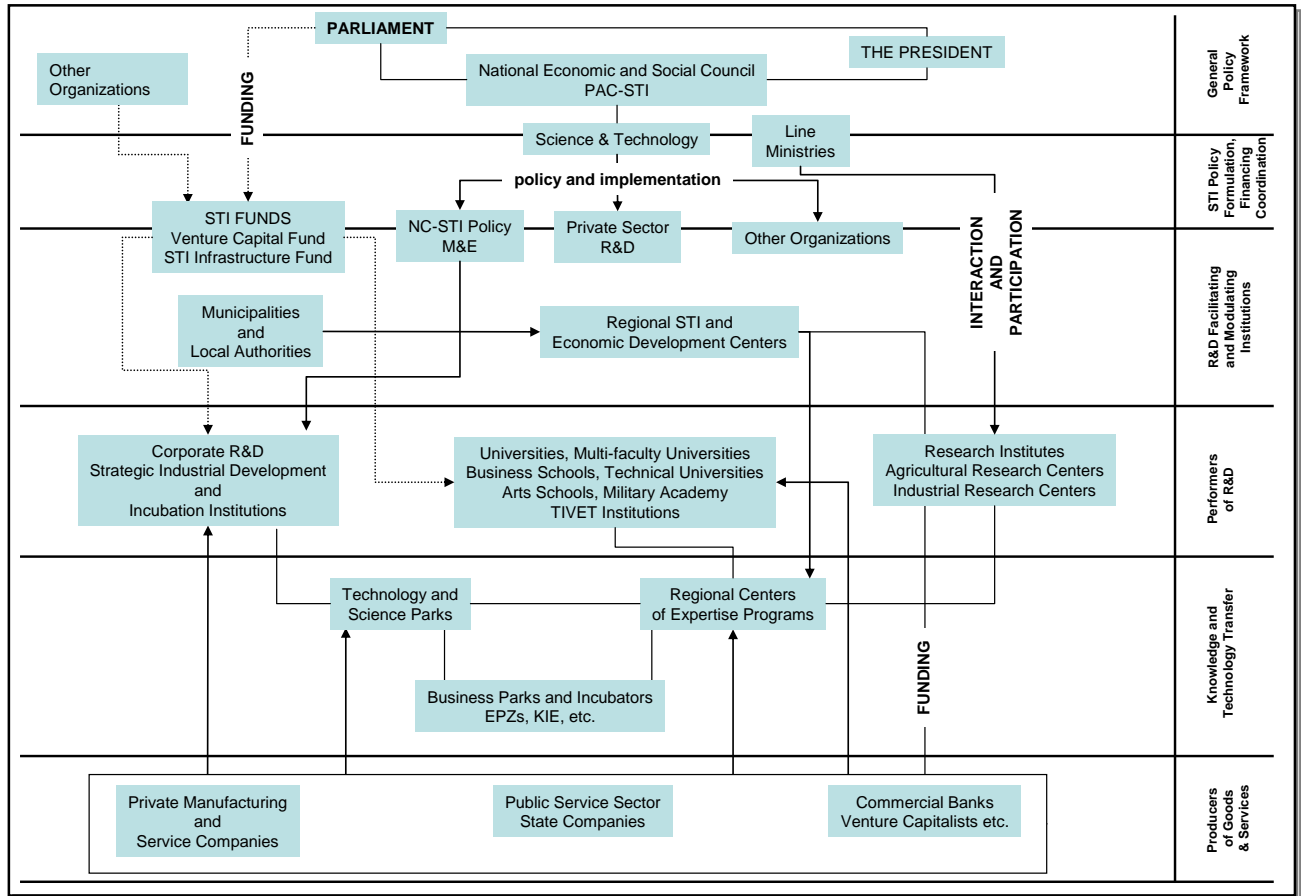 PARLIAMENT
THE PRESIDENT
Other
Organizations
National Economic and Social Council
PAC-STI
General
Policy
Framework
FUNDING
Science & Technology
Line
Ministries
policy and implementation
STI Policy
Formulation,
Financing
Coordination
STI FUNDS
Venture Capital Fund
STI Infrastructure Fund
NC-STI Policy
M&E
Private Sector
R&D
Other Organizations
INTERACTION
AND
PARTICIPATION
Municipalities
and
Local Authorities
Regional STI and
Economic Development Centers
R&D Facilitating
and Modulating
Institutions
Corporate R&D
Strategic Industrial Development
and
Incubation Institutions
Universities, Multi-faculty Universities
Business Schools, Technical Universities
Arts Schools, Military Academy
TIVET Institutions
Research Institutes
Agricultural Research Centers
Industrial Research Centers
Performers
of R&D
Technology and
Science Parks
Regional Centers
of Expertise Programs
Business Parks and Incubators
EPZs, KIE, etc.
FUNDING
Knowledge and
Technology Transfer
Private Manufacturing
and
Service Companies
Public Service Sector
State Companies
Commercial Banks
Venture Capitalists etc.
Producers
of Goods
& Services